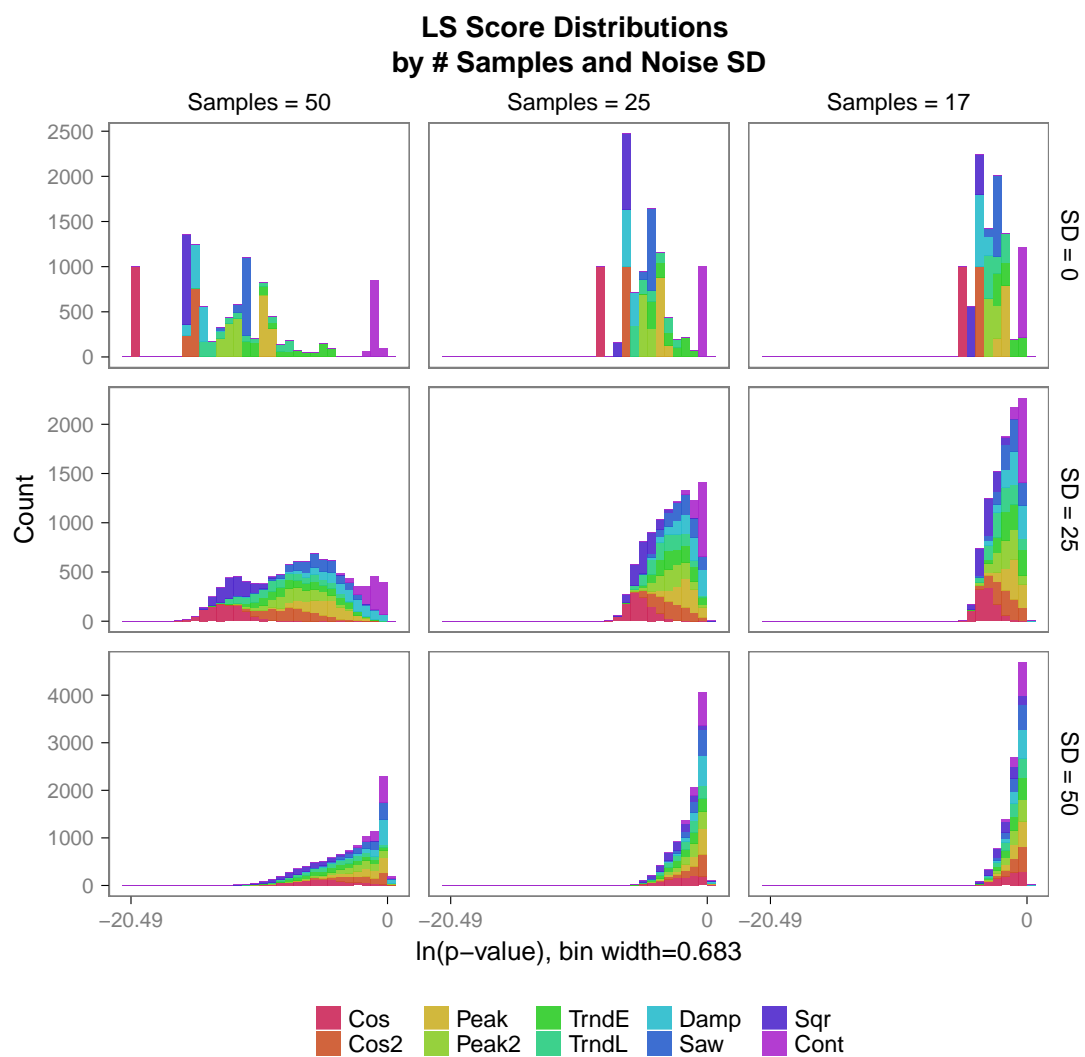 LS Score Distributions
by # Samples and Noise SD
Samples = 50 Samples = 25 Samples = 17
2500
2000
1500
1000
500
0
SD = 0
2000
1500
1000
500
0
SD = 25
Count
4000
3000
2000
1000
0
SD = 50
−20.49 0 −20.49 0 −20.49 0
ln(p−value), bin width=0.683
Cos Peak TrndE Damp Sqr
Cos2 Peak2 TrndL Saw Cont